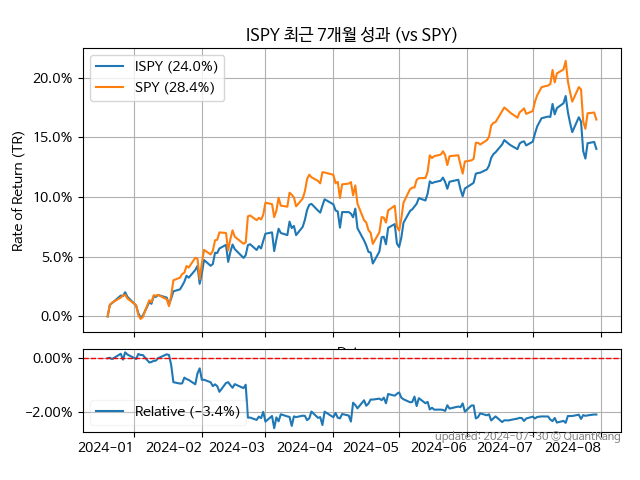 ISPY 최근 7개월 성과 (vs SPY)
Rate of Return (TR)
20.0%
15.0%
10.0%
5.0%
0.0%
ISPY (24.0%)
SPY (28.4%)
0.00%
−2.00%
Relative (−3.4%)
2024-01 2024-02 2024-03 2024-04 2024-05 2024-06 2024-07 2024-08
updated: 2024-07-30 © QuantKang